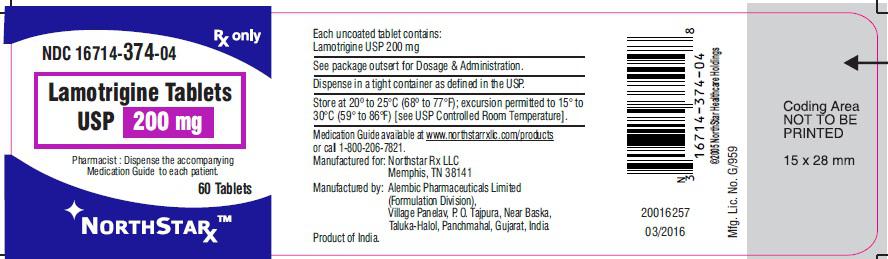 Rx only
NDC 16714-374-04
Lamotrigine Tablets
USP 200 mg
Pharmacist : Dispense the accompanying
Medication Guide to each patient.
60 Tablets
NORTHSTARx™
Each uncoated tablet contains:
Lamotrigine USP 200 mg
See package outsert for Dosage & Administration.
Dispense in a tight container as defined in the USP.
Store at 20° to 25°C (68° to 77°F); excursion permitted to 15° to
30°C (59° to 86°F) [see USP Controlled Room Temperature].
Medication Guide available at www.northstarrxllc.com/products
or call 1-800-206-7821.
Manufactured for: Northstar Rx LLC
Memphis, TN 38141
Manufactured by: Alembic Pharmaceuticals Limited
(Formulation Division),
Village Panelav, P. O. Tajpura, Near Baska,
Taluka-Halol, Panchmahal, Gujarat, India
Product of India.
N
3
16714-374-04
8
©2005 NorthStar Healthcare Holdings
20016257
03/2016
Mfg. Lic. No. G/959
Coding Area
NOT TO BE
PRINTED
15 x 28 mm